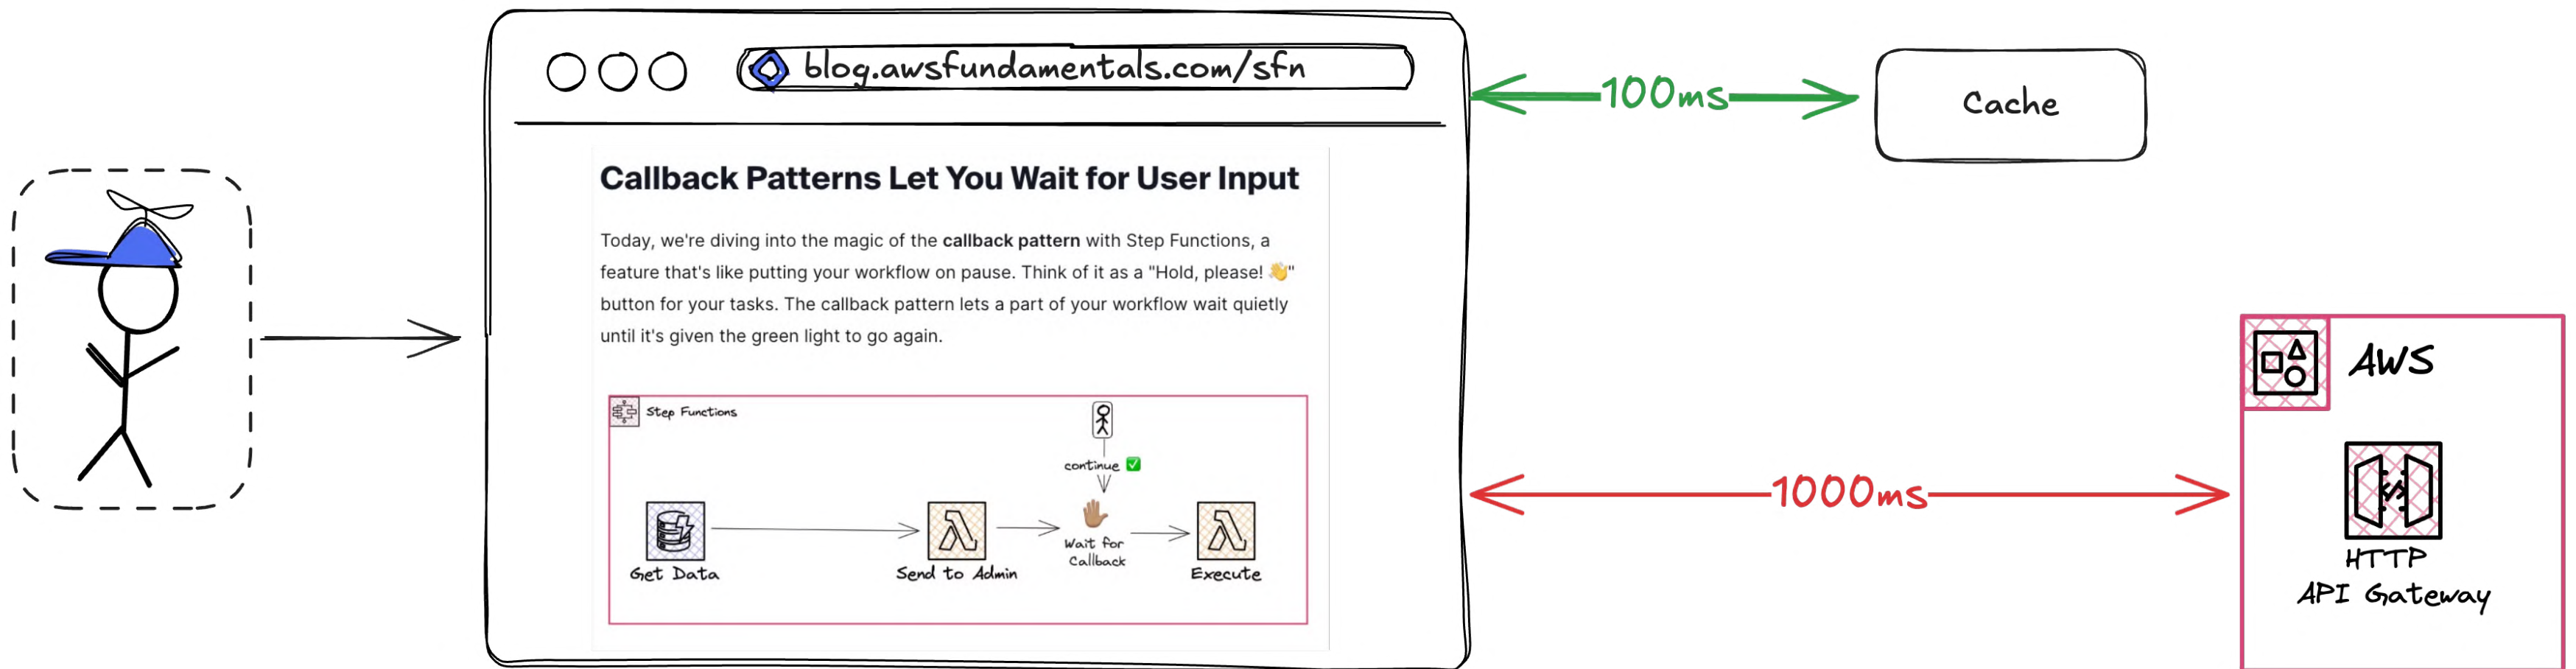 blog.awsfundamentals.com/sfn
Callback Patterns Let You Wait for User Input
Today, we're diving into the magic of the callback pattern with Step Functions, a
feature that's like putting your workflow on pause. Think of it as a "Hold, please! 👋"
button for your tasks. The callback pattern lets a part of your workflow wait quietly
until it's given the green light to go again.
Step Functions
continue ✅
Get Data
Send to Admin
Wait for
Callback
Execute
100ms
Cache
1000ms
AWS
HTTP
API Gateway